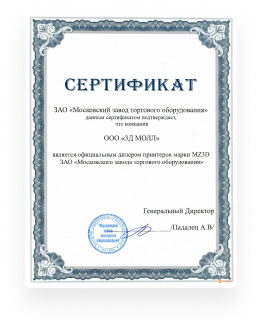 СЕРТИФИКАТ
ЗАО «Московский завод торгового оборудования»
данным сертификатом подтверждает,
что компания
ООО «3Д МОЛЛ»
является официальным дилером принтеров марки MZ3D
ЗАО «Московского завода торгового оборудования»
Генеральный Директор
/Падалец А.В/